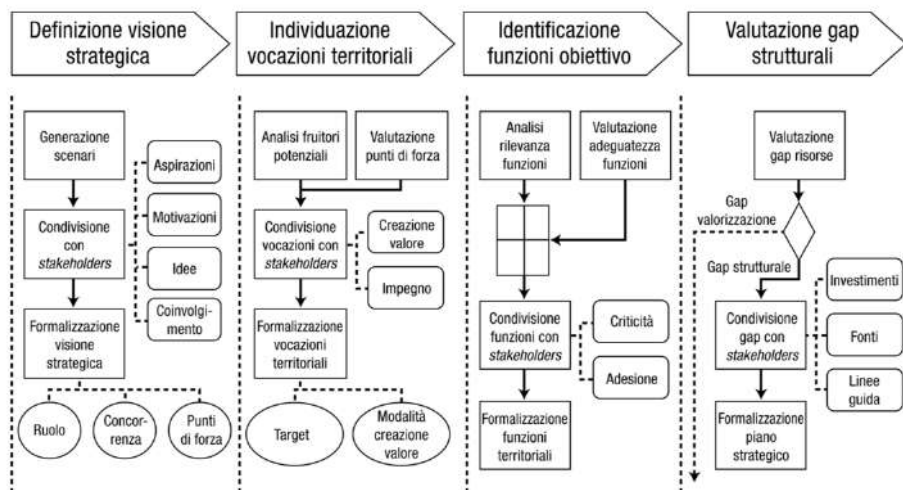 Definizione visione
strategica
Individuazione
vocazioni territoriali
Identificazione
funzioni obiettivo
Valutazione gap
strutturali
Generazione
scenari
Aspirazioni
Motivazioni
Condivisione
con
stakeholders
Idee
Coinvolgi-
mento
Formalizzazione
visione
strategica
Ruolo
Concor-
renza
Punti
di forza
Analisi fruitori
potenziali
Valutazione
punti di forza
Condivisione
vocazioni con
stakeholders
Creazione
valore
Impegno
Formalizzazione
vocazioni
territoriali
Target
Modalità
creazione
valore
Analisi
rilevanza
funzioni
Valutazione
adeguatezza
funzioni
Condivisione
funzioni con
stakeholders
Criticità
Adesione
Formalizzazione
funzioni
territoriali
Valutazione
gap risorse
Gap
valorizzazione
Gap strutturale
Investimenti
Condivisione
gap con
stakeholders
Fonti
Linee
guida
Formalizzazione
piano
strategico